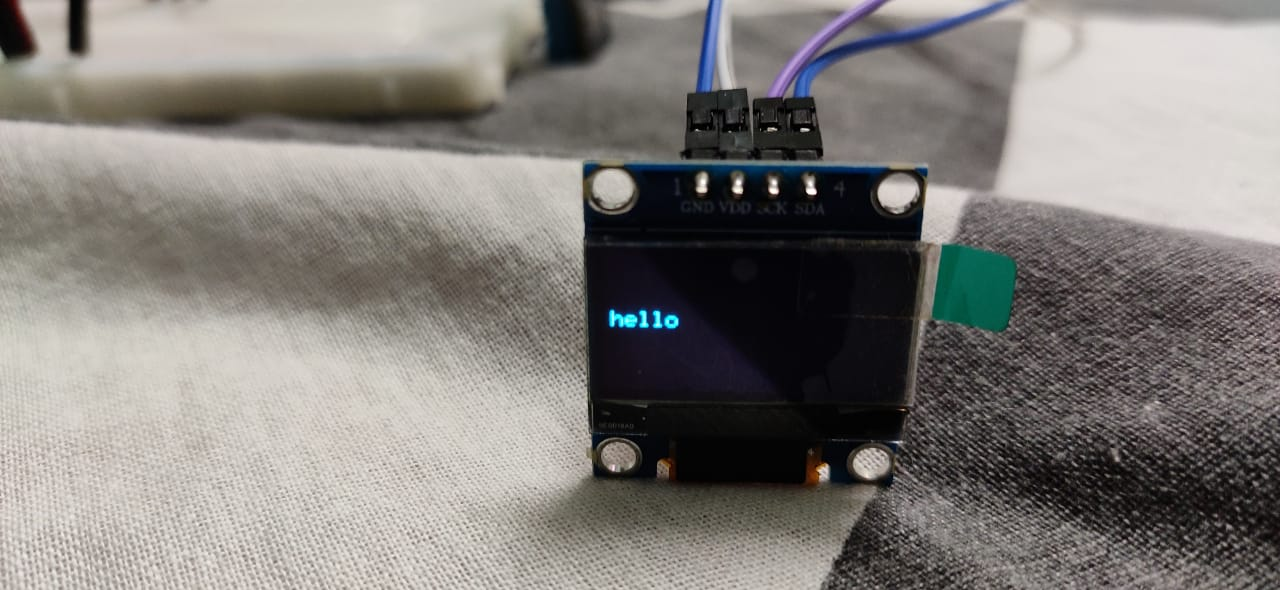 1 GND VDD SCK SDA 4
hello